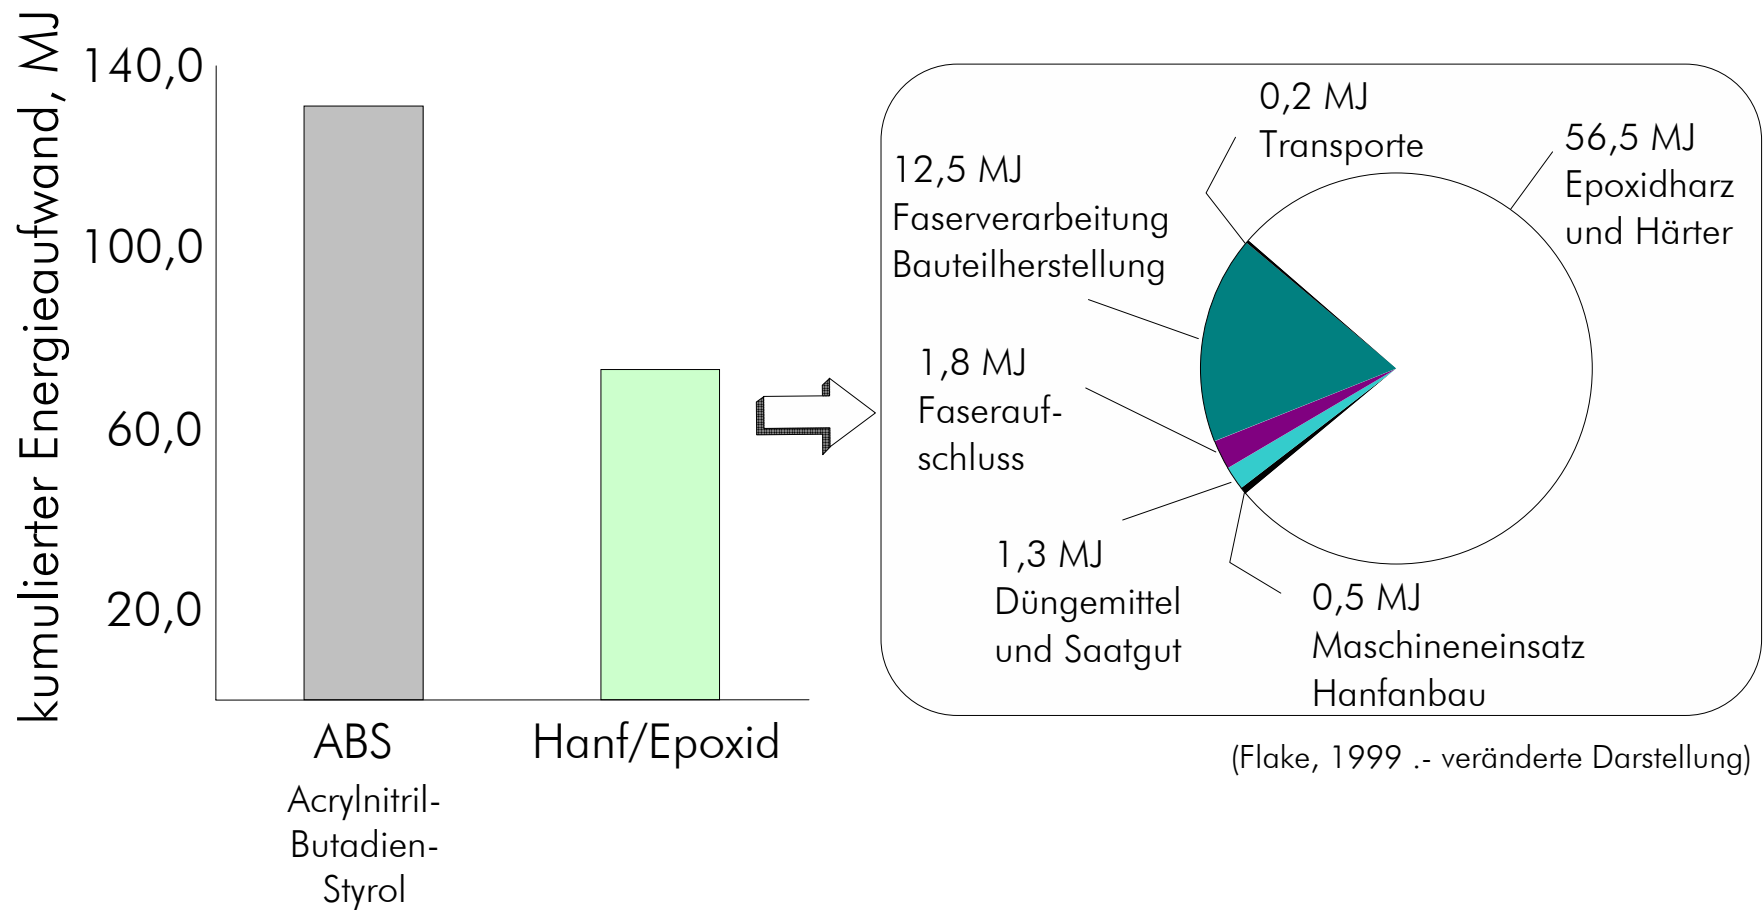 kumulierter Energieaufwand, MJ
140,0
100,0
60,0
20,0
ABS
Acrylnitril-
Butadien-
Styrol
Hanf/Epoxid
0,2 MJ
Transporte
56,5 MJ
Epoxidharz
und Härter
12,5 MJ
Faserverarbeitung
Bauteilherstellung
1,8 MJ
Faserauf-
schluss
1,3 MJ
Düngemittel
und Saatgut
0,5 MJ
Maschineneinsatz
Hanfanbau
(Flake, 1999 .- veränderte Darstellung)